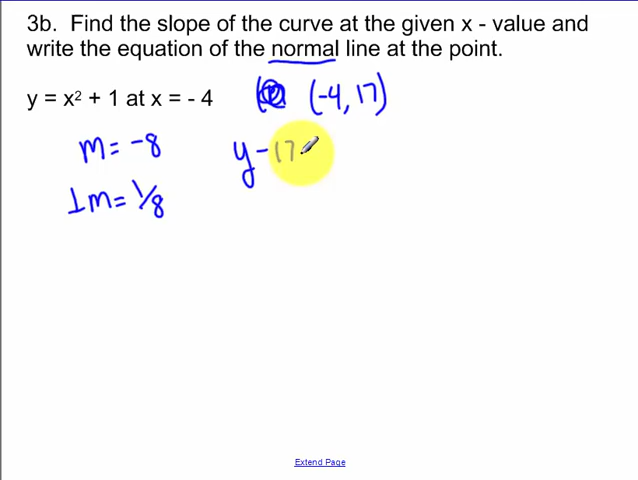 3b. Find the slope of the curve at the given x - value and
write the equation of the normal line at the point.
y = x² + 1 at x = - 4 (-4, 17)
m = -8 y - 17
⊥m = 1/8
Extend Page